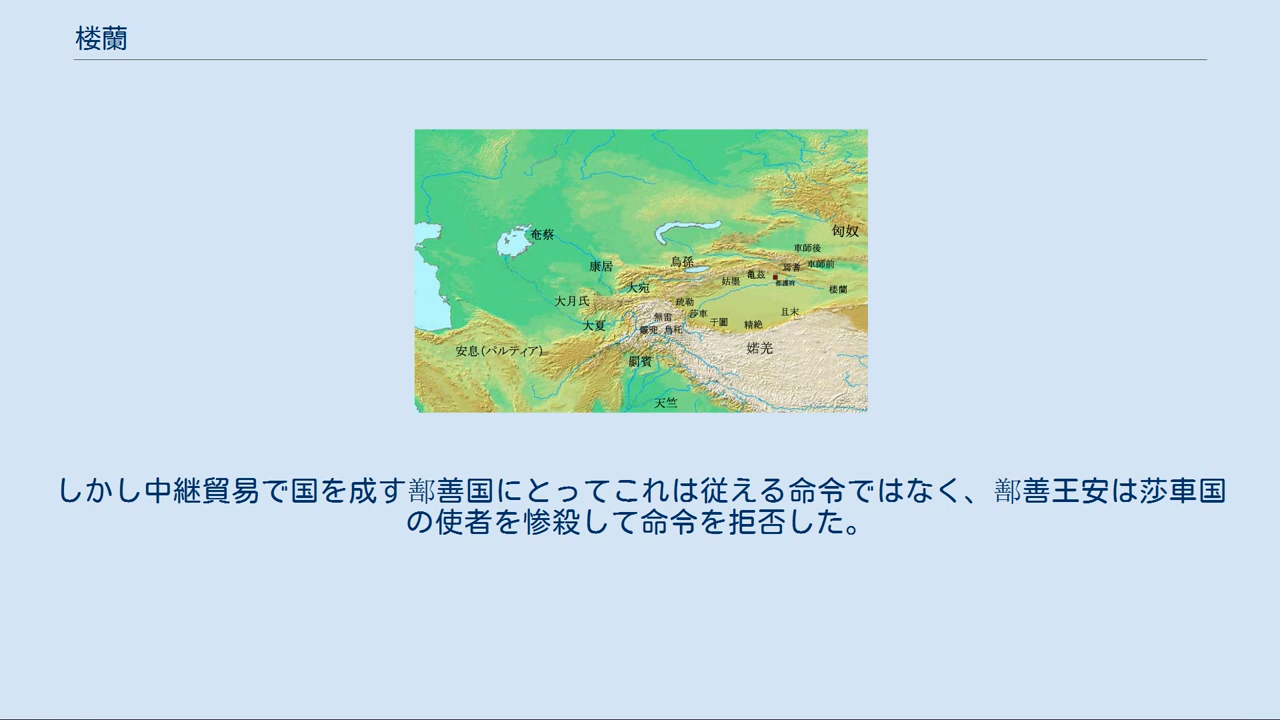 楼蘭
奄蔡
匈奴
車師後
康居
烏孫
焉耆
車師前
亀茲
姑墨
都護府
大宛
楼蘭
大月氏
疏勒
莎車
且末
無雷
于闐
精絶
大夏
烏秅
安息(パルティア)
婼羌
罽賓
天竺
しかし中継貿易で国を成す鄯善国にとってこれは従える命令ではなく、鄯善王安は莎車国
の使者を惨殺して命令を拒否した。